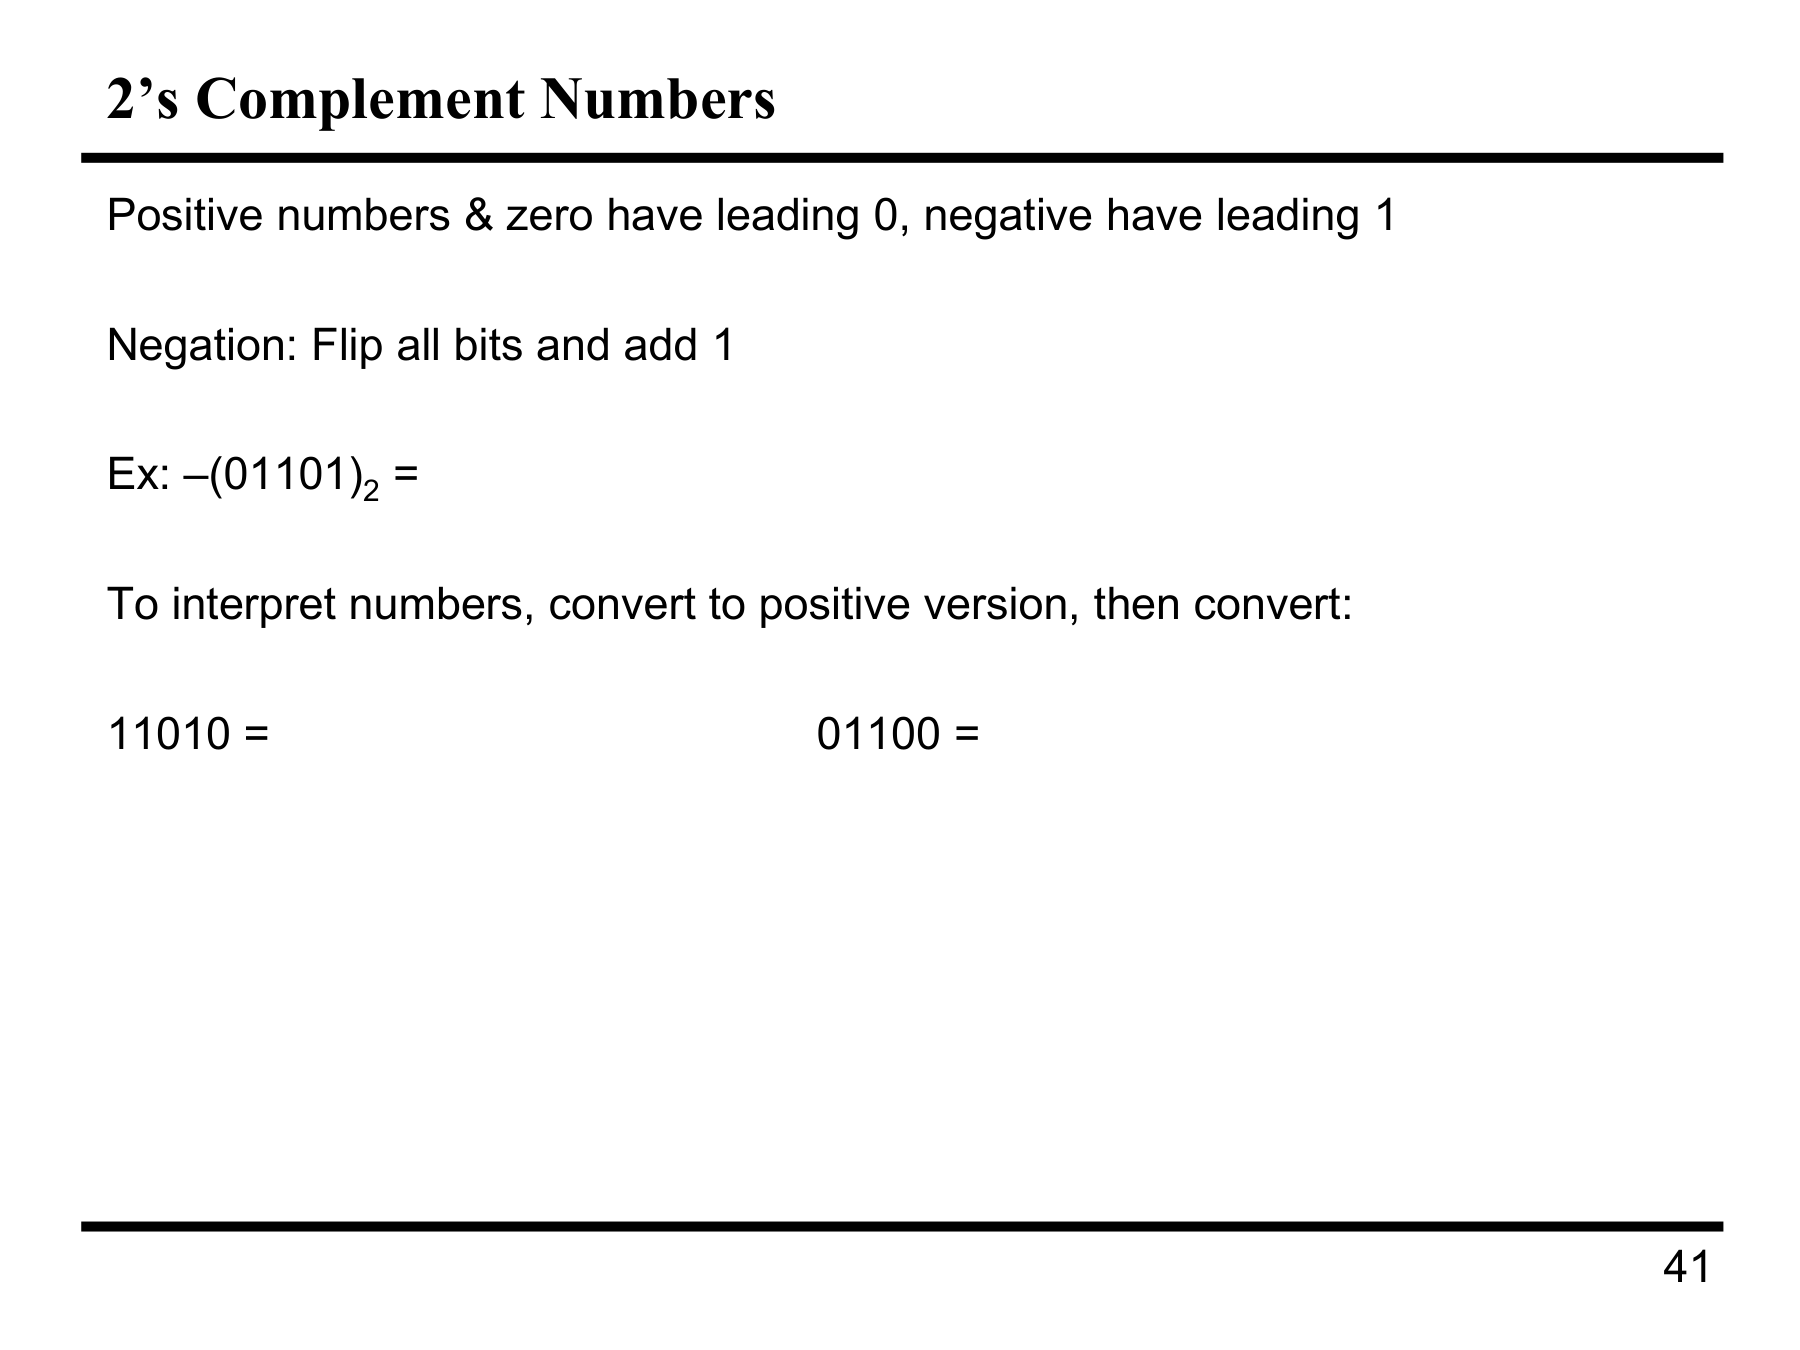 2’s Complement Numbers
Positive numbers & zero have leading 0, negative have leading 1
Negation: Flip all bits and add 1
Ex: –(01101)₂ =
To interpret numbers, convert to positive version, then convert:
11010 = 01100 =
41